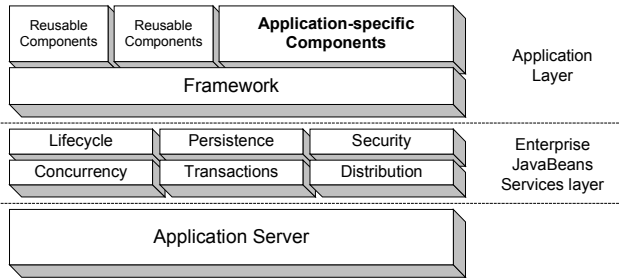 Reusable
Components
Reusable
Components
Application-specific
Components
Framework
Application
Layer
Lifecycle
Persistence
Security
Concurrency
Transactions
Distribution
Enterprise
JavaBeans
Services layer
Application Server